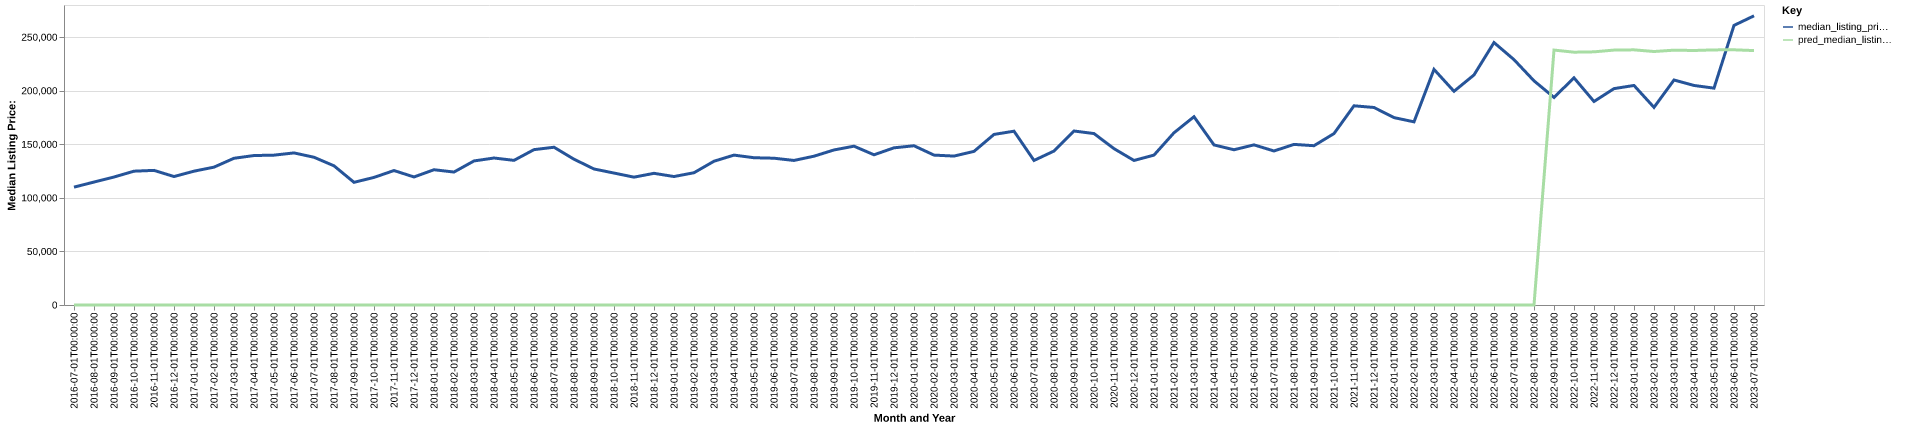 Key
median_listing_pri…
pred_median_listin…
Median Listing Price:
250,000
200,000
150,000
100,000
50,000
0
2016-07-01T00:00:00
2016-08-01T00:00:00
2016-09-01T00:00:00
2016-10-01T00:00:00
2016-11-01T00:00:00
2016-12-01T00:00:00
2017-01-01T00:00:00
2017-02-01T00:00:00
2017-03-01T00:00:00
2017-04-01T00:00:00
2017-05-01T00:00:00
2017-06-01T00:00:00
2017-07-01T00:00:00
2017-08-01T00:00:00
2017-09-01T00:00:00
2017-10-01T00:00:00
2017-11-01T00:00:00
2017-12-01T00:00:00
2018-01-01T00:00:00
2018-02-01T00:00:00
2018-03-01T00:00:00
2018-04-01T00:00:00
2018-05-01T00:00:00
2018-06-01T00:00:00
2018-07-01T00:00:00
2018-08-01T00:00:00
2018-09-01T00:00:00
2018-10-01T00:00:00
2018-11-01T00:00:00
2018-12-01T00:00:00
2019-01-01T00:00:00
2019-02-01T00:00:00
2019-03-01T00:00:00
2019-04-01T00:00:00
2019-05-01T00:00:00
2019-06-01T00:00:00
2019-07-01T00:00:00
2019-08-01T00:00:00
2019-09-01T00:00:00
2019-10-01T00:00:00
2019-11-01T00:00:00
2019-12-01T00:00:00
2020-01-01T00:00:00
2020-02-01T00:00:00
2020-03-01T00:00:00
2020-04-01T00:00:00
2020-05-01T00:00:00
2020-06-01T00:00:00
2020-07-01T00:00:00
2020-08-01T00:00:00
2020-09-01T00:00:00
2020-10-01T00:00:00
2020-11-01T00:00:00
2020-12-01T00:00:00
2021-01-01T00:00:00
2021-02-01T00:00:00
2021-03-01T00:00:00
2021-04-01T00:00:00
2021-05-01T00:00:00
2021-06-01T00:00:00
2021-07-01T00:00:00
2021-08-01T00:00:00
2021-09-01T00:00:00
2021-10-01T00:00:00
2021-11-01T00:00:00
2021-12-01T00:00:00
2022-02-01T00:00:00
2022-02-01T00:00:00
2022-03-01T00:00:00
2022-04-01T00:00:00
2022-05-01T00:00:00
2022-06-01T00:00:00
2022-07-01T00:00:00
2022-08-01T00:00:00
2022-09-01T00:00:00
2022-10-01T00:00:00
2022-11-01T00:00:00
2022-12-01T00:00:00
2023-01-01T00:00:00
2023-02-01T00:00:00
2023-03-01T00:00:00
2023-04-01T00:00:00
2023-05-01T00:00:00
2023-06-01T00:00:00
2023-07-01T00:00:00
Month and Year